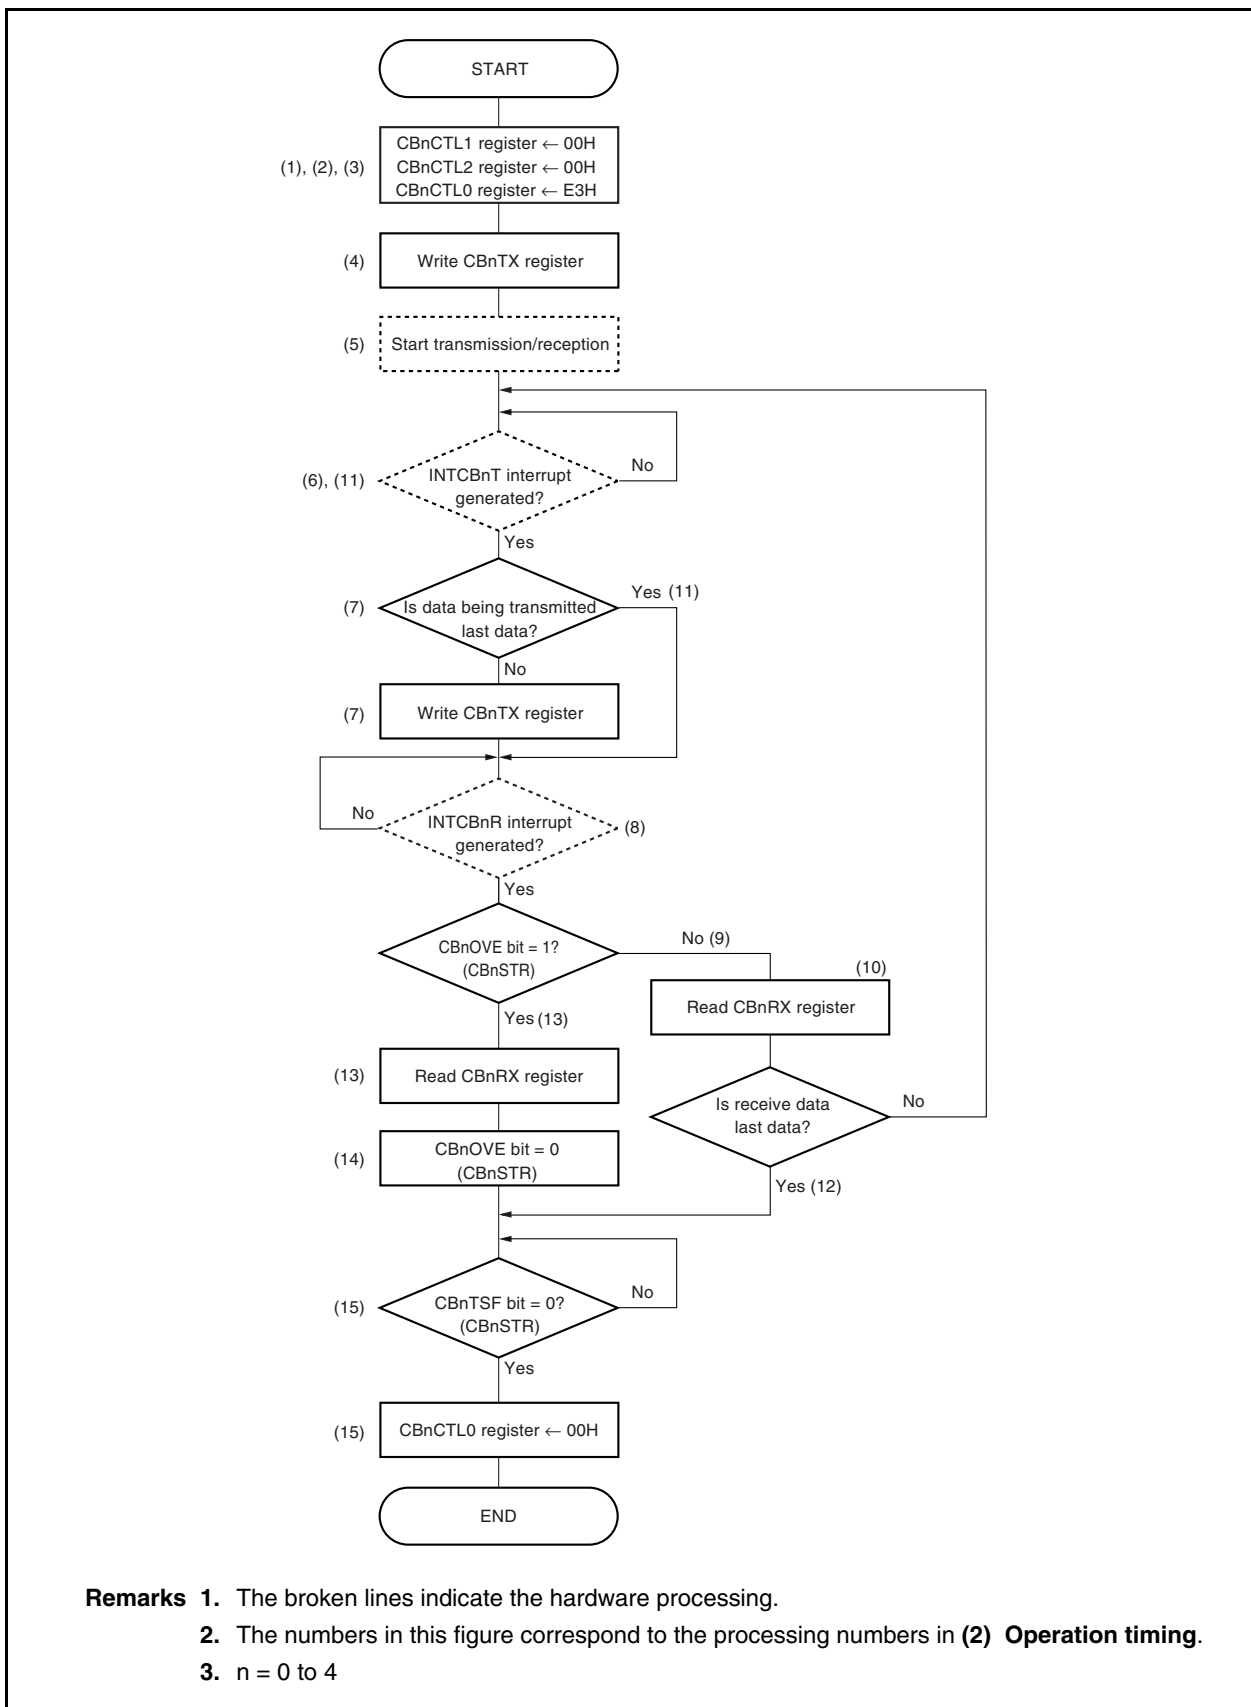 START
CBnCTL1 register ← 00H
(1), (2), (3) CBnCTL2 register ← 00H
CBnCTL0 register ← E3H
(4) Write CBnTX register
(5) Start transmission/reception
No
(6), (11) INTCBnT interrupt
generated?
Yes
Yes (11)
(7) Is data being transmitted
last data?
No
(7) Write CBnTX register
No
INTCBnR interrupt (8)
generated?
Yes
CBnOVE bit = 1? No (9)
(CBnSTR)
(10)
Read CBnRX register
Yes (13)
(13) Read CBnRX register
Is receive data No
last data?
(14) CBnOVE bit = 0
(CBnSTR)
Yes (12)
No
(15) CBnTSF bit = 0?
(CBnSTR)
Yes
(15) CBnCTL0 register ← 00H
END
Remarks 1. The broken lines indicate the hardware processing.
2. The numbers in this figure correspond to the processing numbers in (2) Operation timing.
3. n = 0 to 4